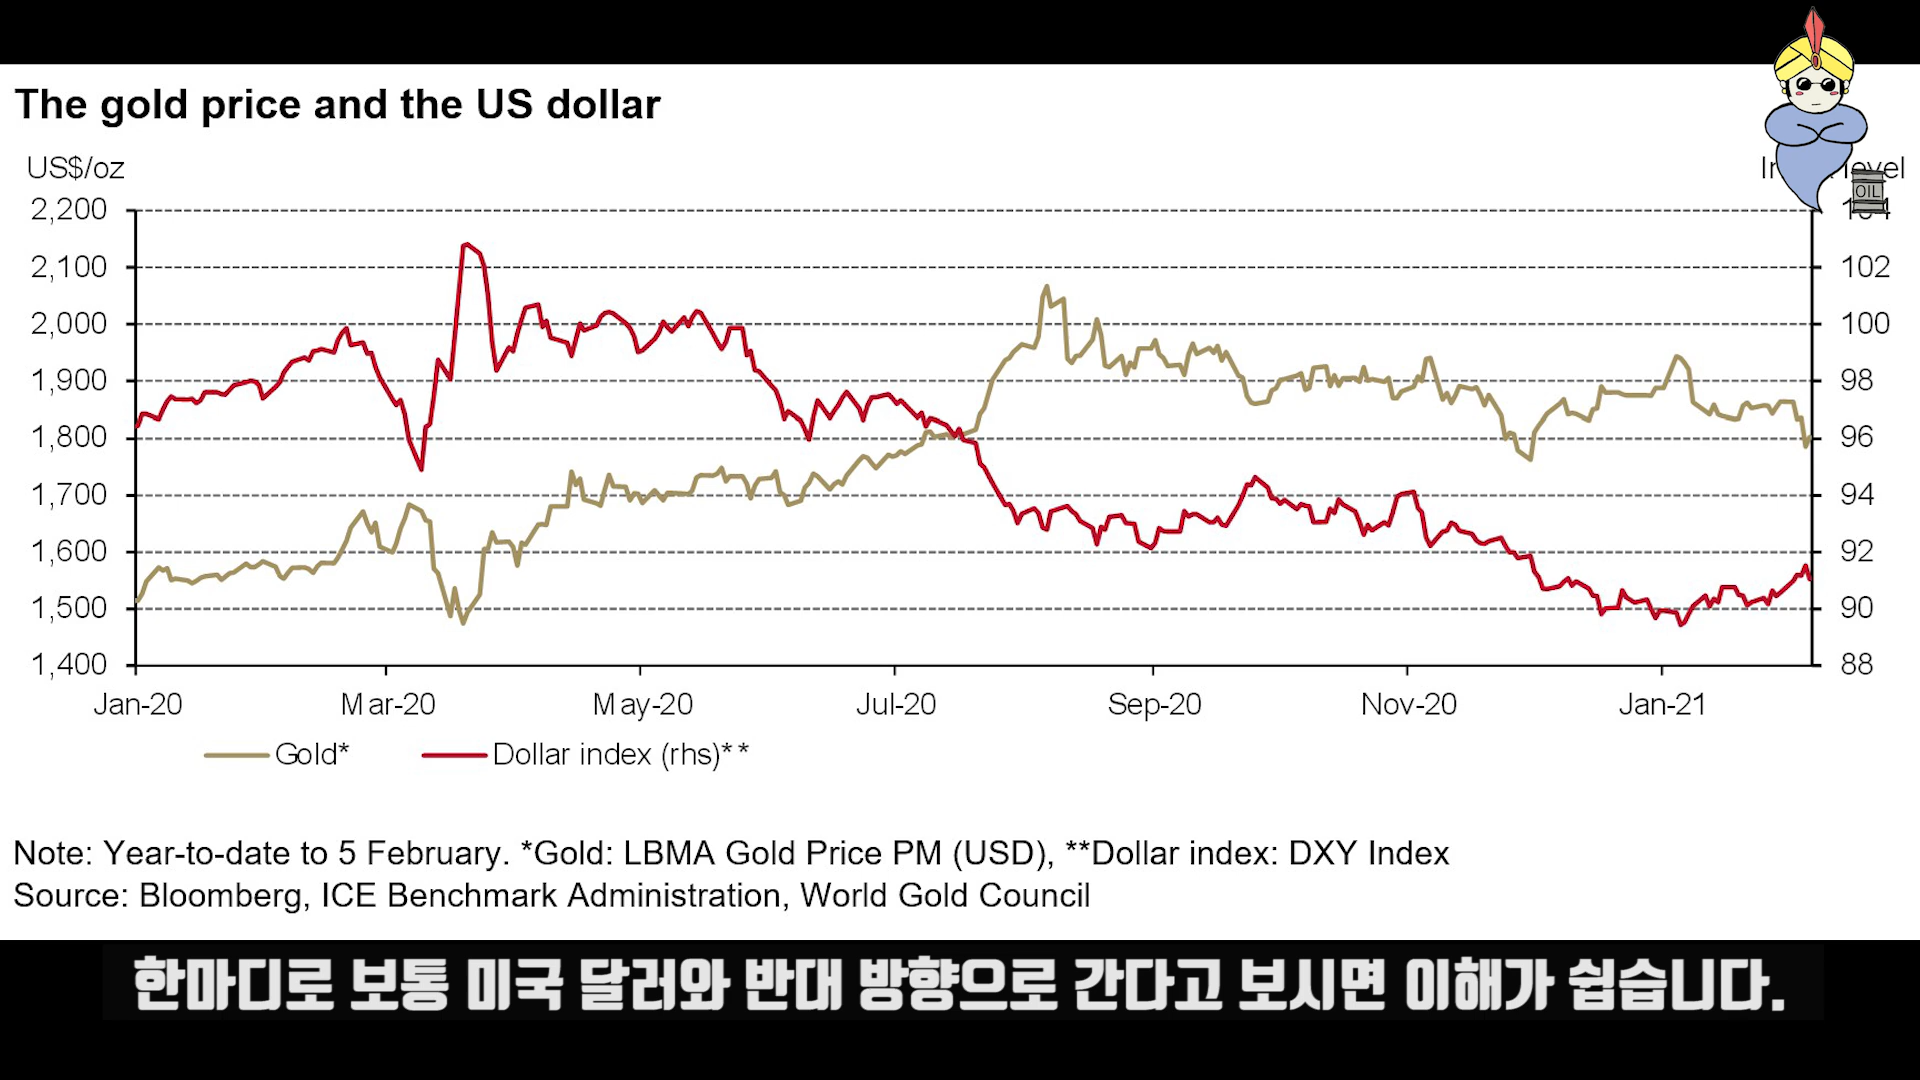 The gold price and the US dollar
US$/oz
level
2,200
2,100 102
2,000 100
1,900 98
1,800 96
1,700 94
1,600 92
1,500 90
1,400 88
Jan-20 Mar-20 May-20 Jul-20 Sep-20 Nov-20 Jan-21
Gold* Dollar index (rhs)**
Note: Year-to-date to 5 February. *Gold: LBMA Gold Price PM (USD), **Dollar index: DXY Index
Source: Bloomberg, ICE Benchmark Administration, World Gold Council
OIL
한마디로 보통 미국 달러와 반대 방향으로 간다고 보시면 이해가 쉽습니다.